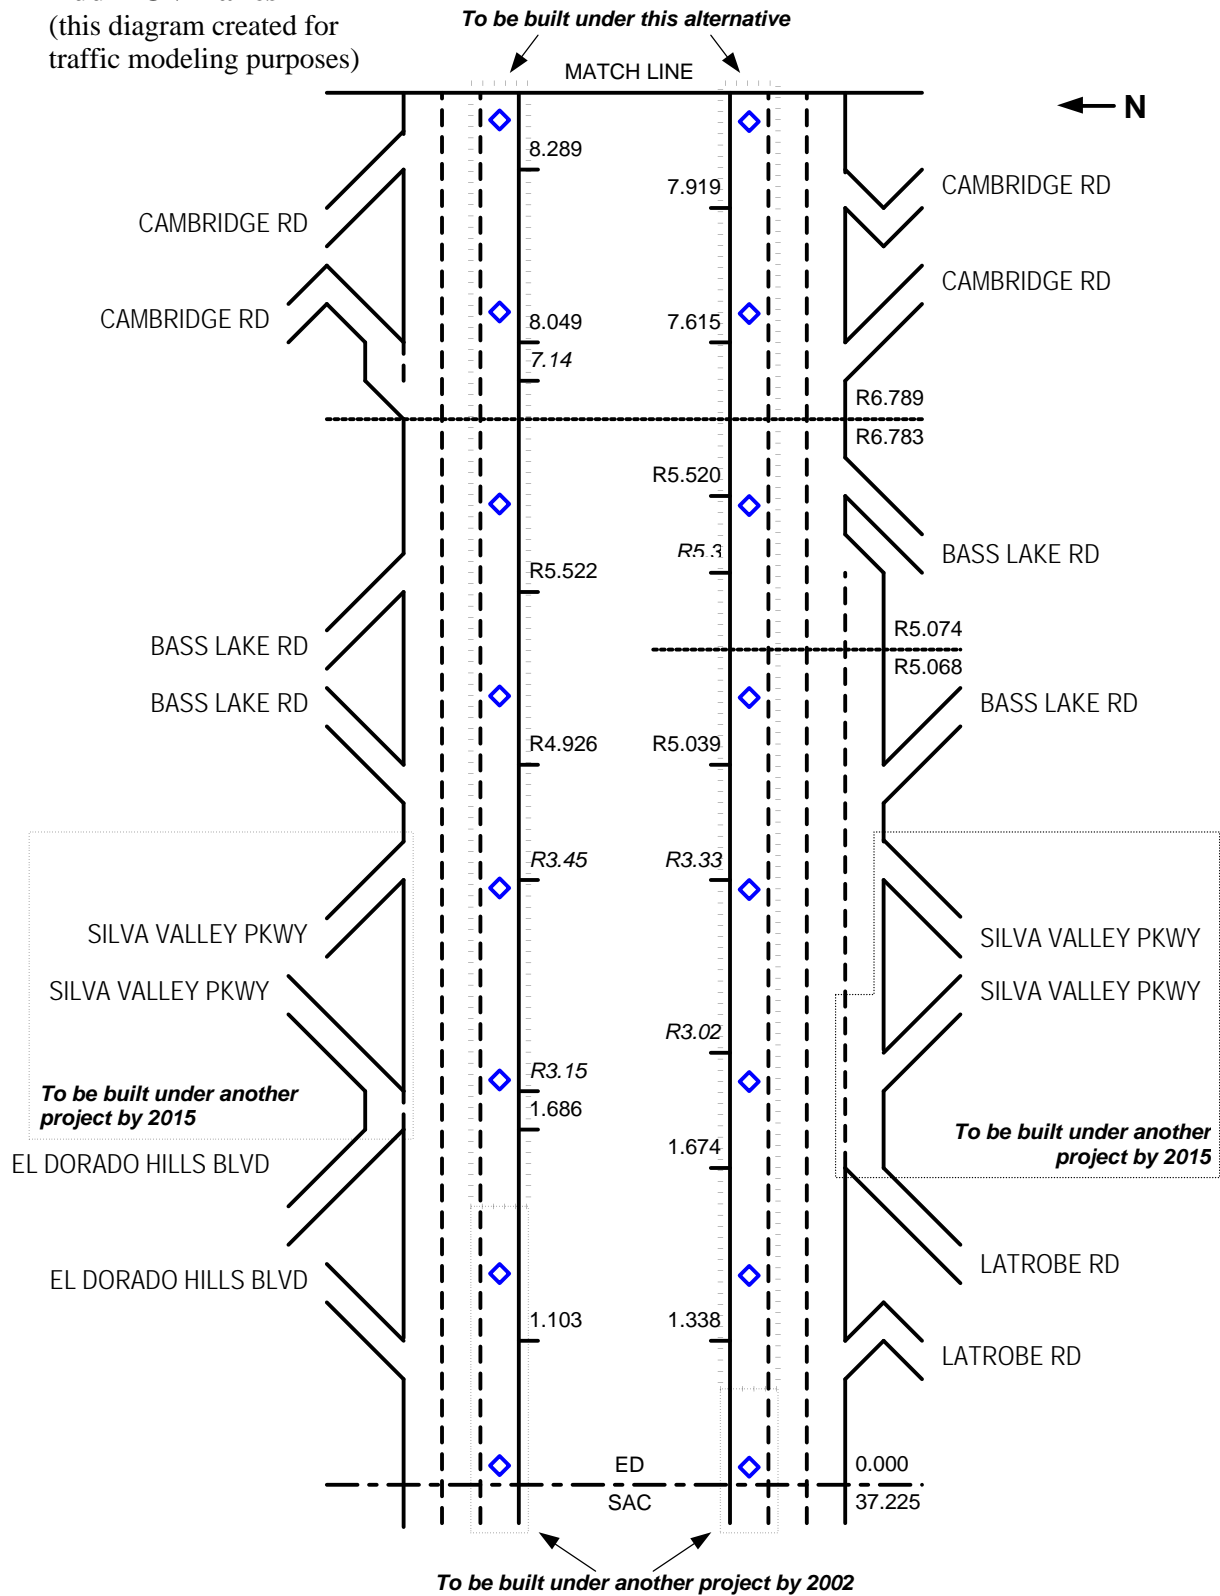 (this diagram created for
traffic modeling purposes)
To be built under this alternative
MATCH LINE
N
8.289
7.919
CAMBRIDGE RD
CAMBRIDGE RD
CAMBRIDGE RD
CAMBRIDGE RD
8.049
7.615
7.14
R6.789
R6.783
R5.520
R5.3
BASS LAKE RD
R5.522
R5.074
R5.068
BASS LAKE RD
BASS LAKE RD
BASS LAKE RD
R4.926
R5.039
R3.45
R3.33
SILVA VALLEY PKWY
SILVA VALLEY PKWY
SILVA VALLEY PKWY
SILVA VALLEY PKWY
R3.02
R3.15
To be built under another
project by 2015
1.686
To be built under another
project by 2015
1.674
EL DORADO HILLS BLVD
LATROBE RD
EL DORADO HILLS BLVD
1.103
1.338
LATROBE RD
ED
0.000
SAC
37.225
To be built under another project by 2002